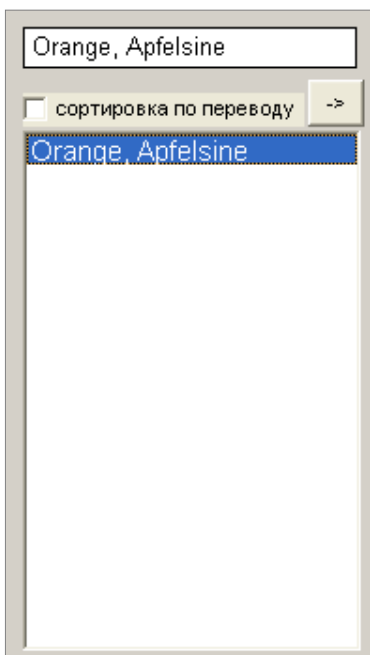 Orange, Apfelsine
сортировка по переводу ->
Orange, Apfelsine